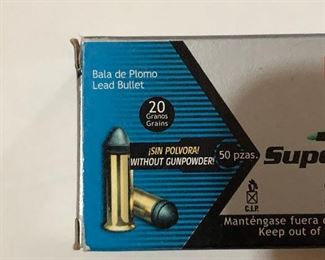 Bala de Plomo
Lead Bullet
20
Granos
Grains
¡SIN POLVORA!
WITHOUT GUNPOWDER!
50 pzas.
Supe
C.I.P.
Manténgase fuera
Keep out of